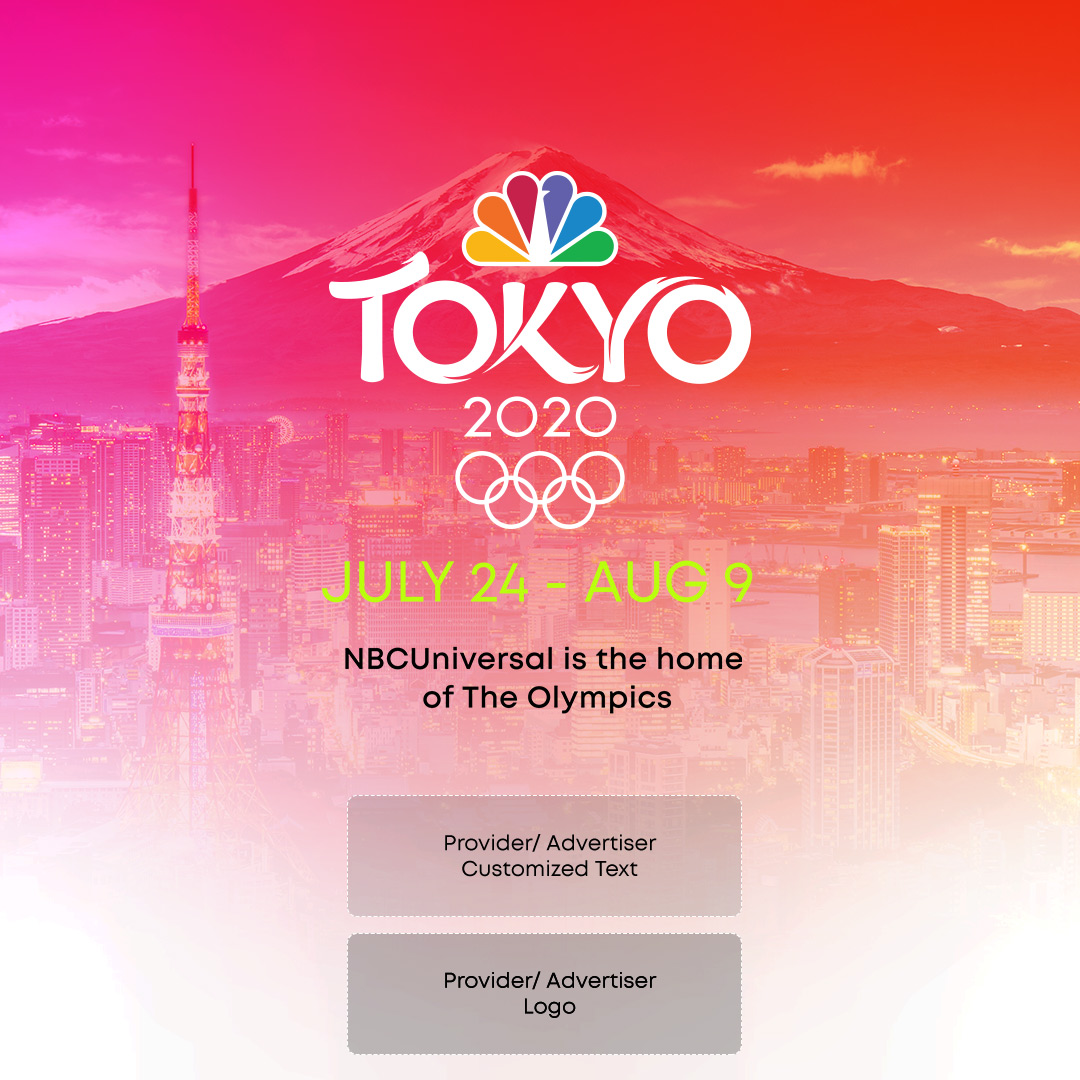 TOKYO
2020
JULY 24 - AUG 9
NBCUniversal is the home
of The Olympics
Provider/ Advertiser
Customized Text
Provider/ Advertiser
Logo